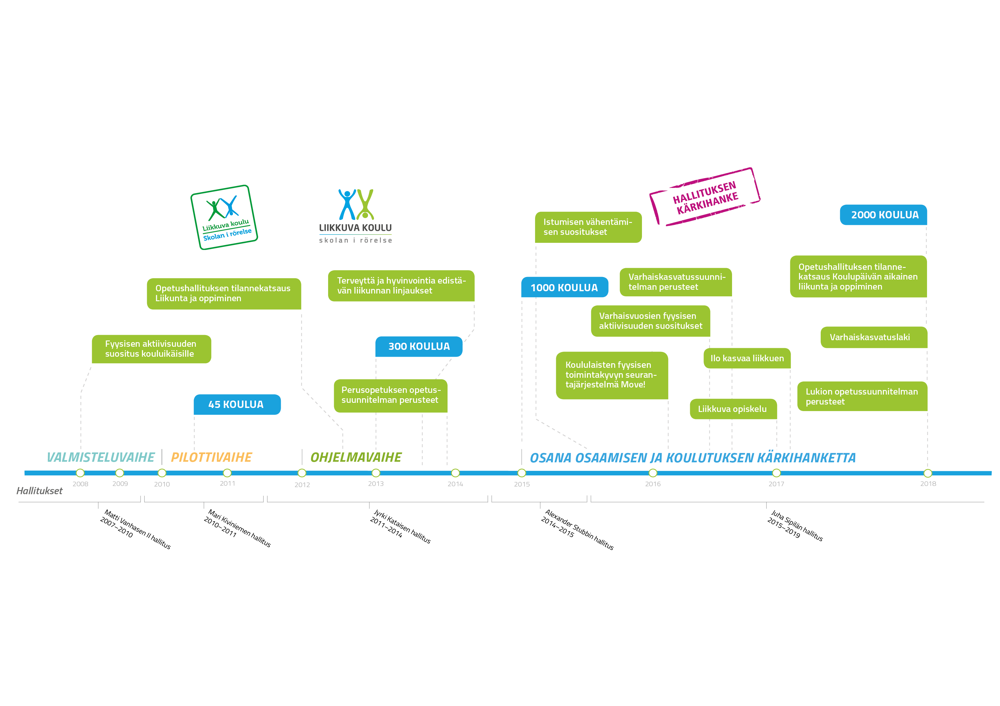 Liikkuva koulu
Skolan i rörelse
LIIKKUVA KOULU
skolan i rörelse
HALLITUKSEN
KÄRKIHANKE
2000 KOULUA
Istumisen vähentämi-
sen suositukset
Opetushallituksen tilannekatsaus
Liikunta ja oppiminen
Terveyttä ja hyvinvointia edistä-
vän liikunnan linjaukset
1000 KOULUA
Varhaiskasvatussuunni-
telman perusteet
Opetushallituksen tilanne-
katsaus Koulupäivän aikainen
liikunta ja oppiminen
Varhaisvuosien fyysisen
aktiivisuuden suositukset
Fyysisen aktiivisuuden
suositus kouluikäisille
300 KOULUA
Varhaiskasvatuslaki
Koululaisten fyysisen
toimintakyvyn seuran-
tajärjestelmä Move!
Ilo kasvaa liikkuen
45 KOULUA
Perusopetuksen opetus-
suunnitelman perusteet
Liikkuva opiskelu
Lukion opetussuunnitelman
perusteet
VALMISTELUVAIHE
PILOTTIVAIHE
OHJELMAVAIHE
OSANA OSAAMISEN JA KOULUTUKSEN KÄRKIHANKETTA
2008
2009
2010
2011
2012
2013
2014
2015
2016
2017
2018
Hallitukset
Matti Vanhasen II hallitus
2007–2010
Mari Kiviniemen hallitus
2010–2011
Jyrki Kataisen hallitus
2011–2014
Alexander Stubbin hallitus
2014–2015
Juha Sipilän hallitus
2015–2019